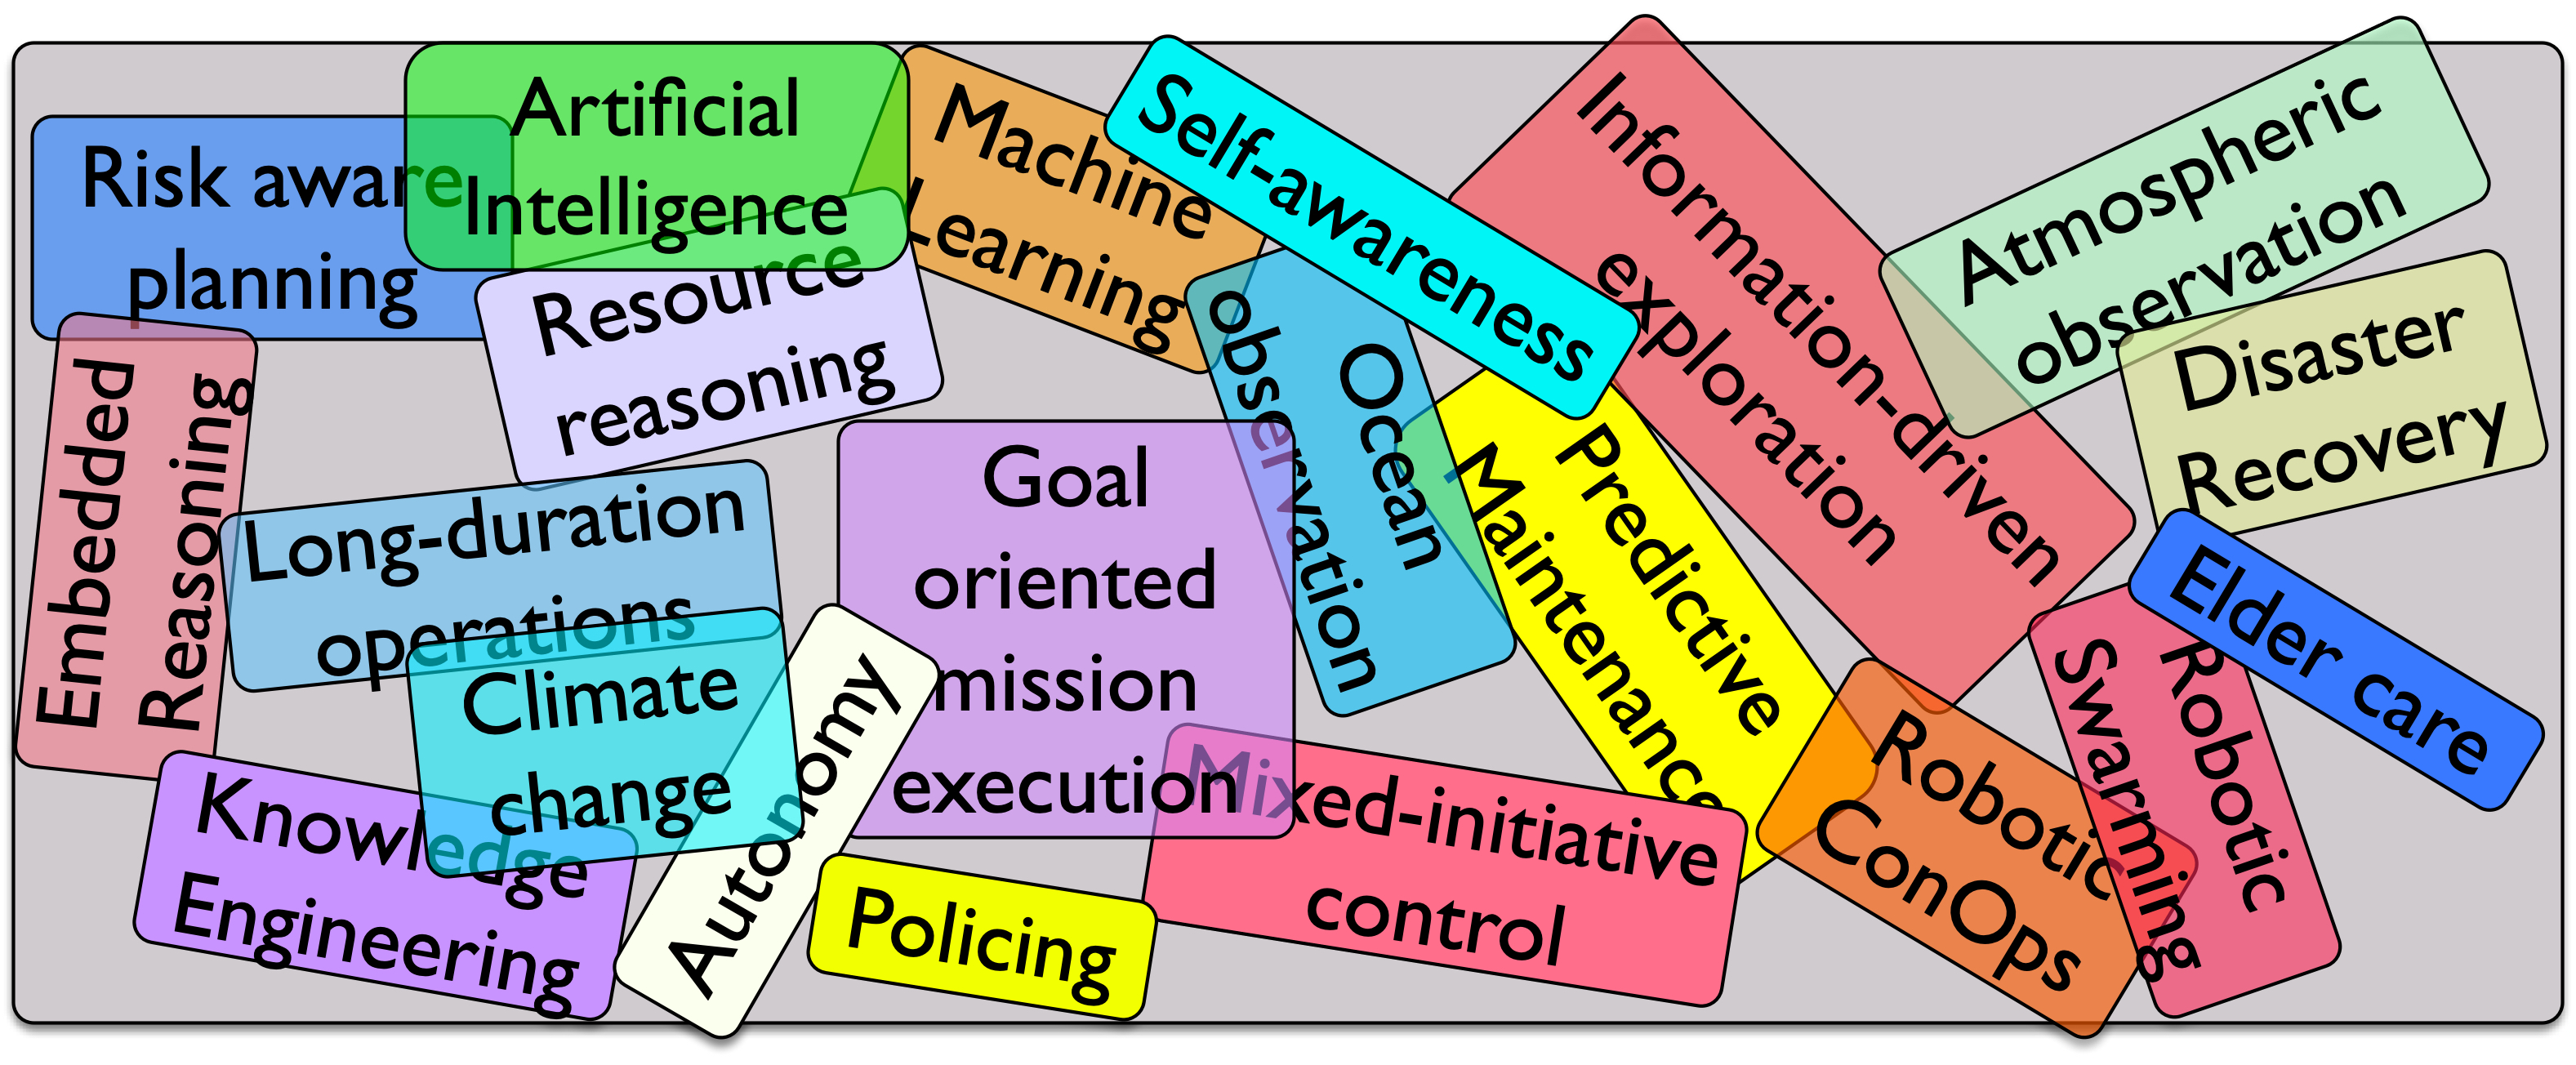 Risk aware
planning
Artificial
Intelligence
Machine
Learning
Self-awareness
Information-driven
exploration
Atmospheric
observation
Resource
reasoning
Disaster
Recovery
Embedded
Reasoning
Long-duration
operations
Goal
oriented
mission
execution
Ocean
observation
Predictive
Maintenance
Elder care
Climate
change
Autonomy
Knowledge
Engineering
Policing
Mixed-initiative
control
Robotic
ConOps
Robotic
Swarming